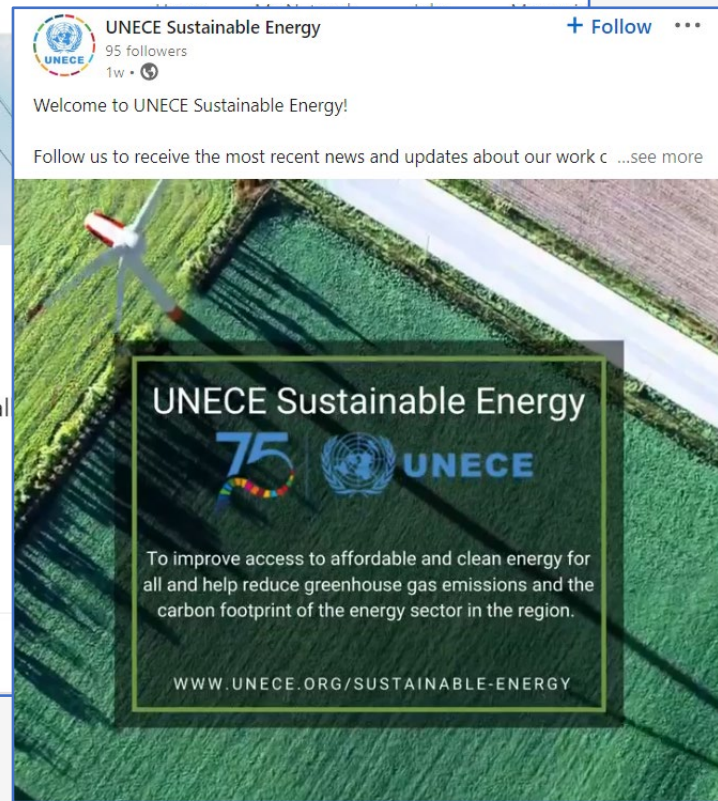 UNECE Sustainable Energy
+ Follow
95 followers
1w
UNECE
Welcome to UNECE Sustainable Energy!
Follow us to receive the most recent news and updates about our work c ...see more
UNECE Sustainable Energy
75 UNECE
To improve access to affordable and clean energy for
all and help reduce greenhouse gas emissions and the
carbon footprint of the energy sector in the region.
WWW.UNECE.ORG/SUSTAINABLE-ENERGY